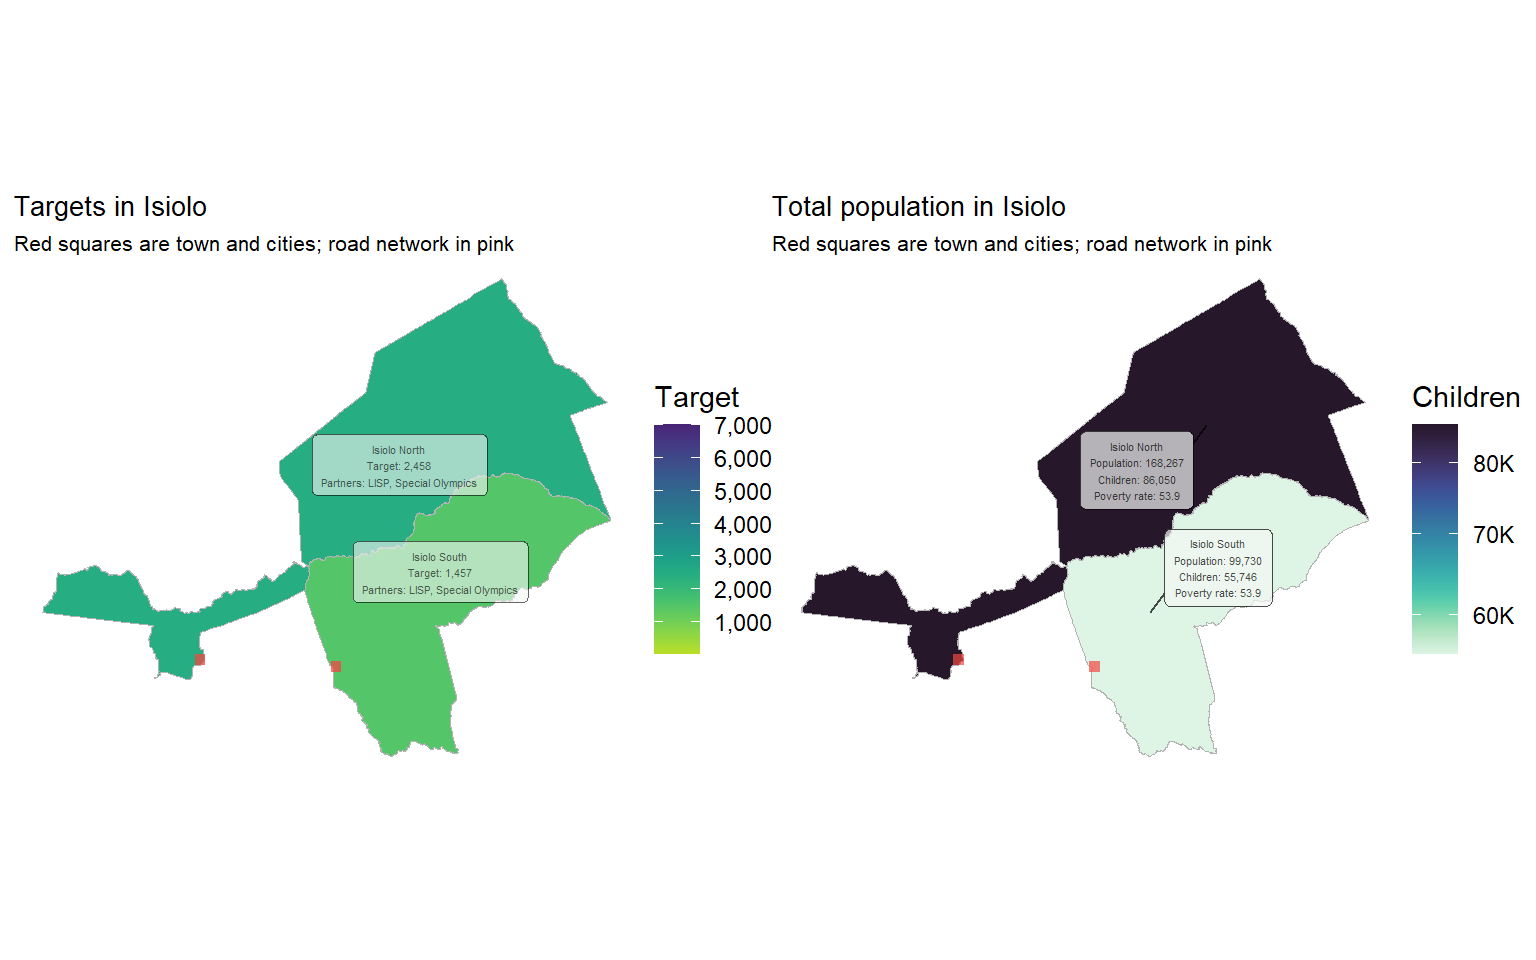 Targets in Isiolo
Red squares are town and cities; road network in pink
Isiolo North
Target: 2,458
Partners: LISP, Special Olympics
Isiolo South
Target: 1,457
Partners: LISP, Special Olympics
Target
7,000
6,000
5,000
4,000
3,000
2,000
1,000
Total population in Isiolo
Red squares are town and cities; road network in pink
Isiolo North
Population: 168,267
Children: 86,050
Poverty rate: 53.9
Isiolo South
Population: 99,730
Children: 55,746
Poverty rate: 53.9
Children
80K
70K
60K